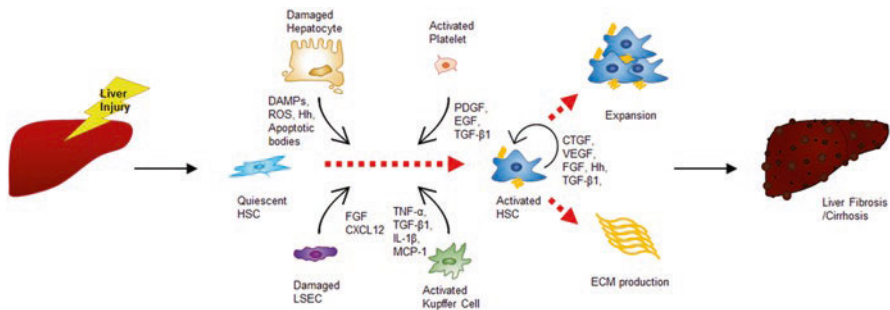 Liver
Injury
Damaged
Hepatocyte
DAMPs,
ROS, Hh,
Apoptotic
bodies
Activated
Platelet
PDGF,
EGF,
TGF-β1
Quiescent
HSC
FGF
CXCL12
Damaged
LSEC
TNF-α,
TGF-β1,
IL-1β,
MCP-1
Activated
Kupffer Cell
Activated
HSC
CTGF,
VEGF,
FGF, Hh,
TGF-β1,
Expansion
ECM production
Liver Fibrosis
/Cirrhosis